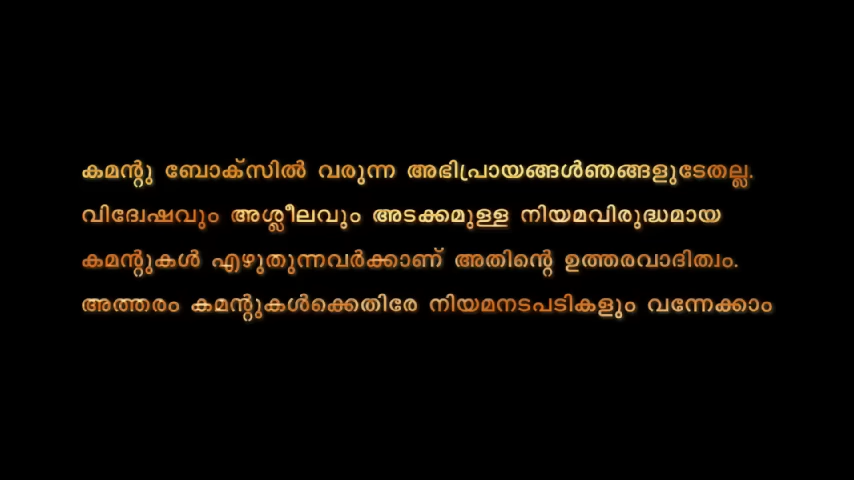 കമന്റു ബോക്സിൽ വരുന്ന അഭിപ്രായങ്ങൾഞങ്ങളുടേതല്ല.
വിദ്വേഷവും അശ്ലീലവും അടക്കമുള്ള നിയമവിരുദ്ധമായ
കമന്റുകൾ എഴുതുന്നവർക്കാണ് അതിന്റെ ഉത്തരവാദിത്വം.
അത്തരം കമന്റുകൾക്കെതിരേ നിയമനടപടികളും വന്നേക്കാം